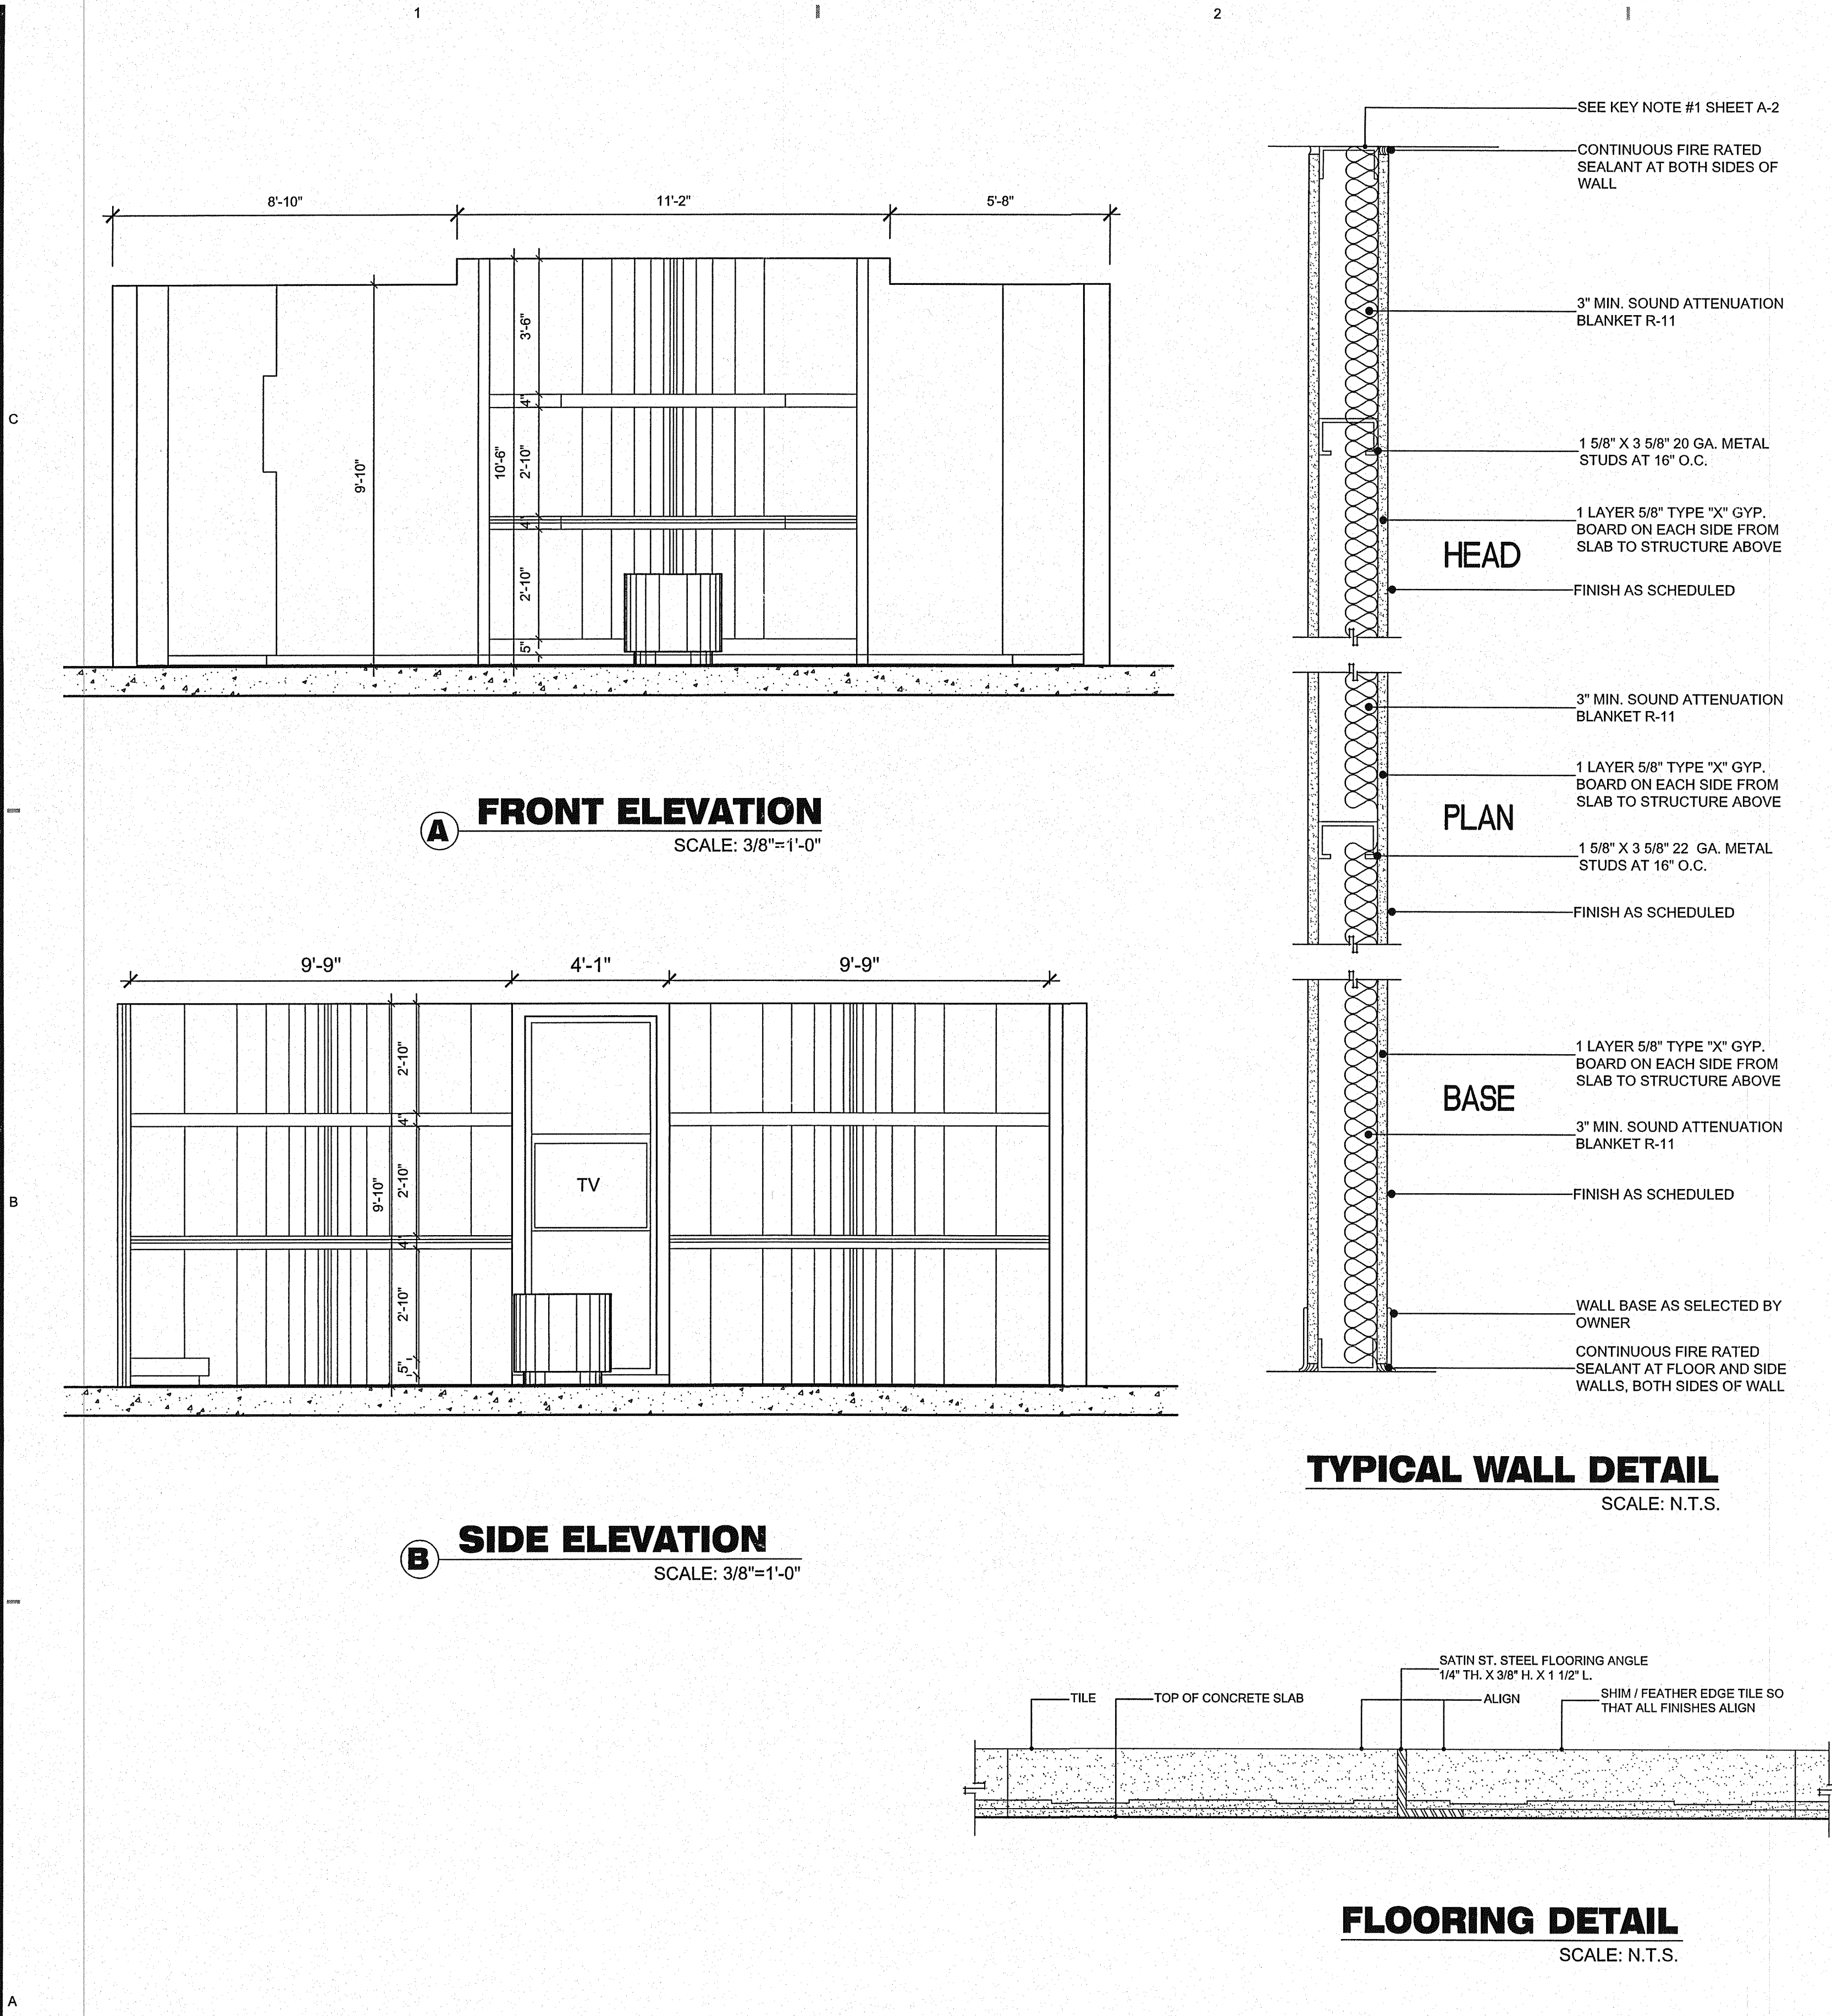 1
2
C
B
A
8'-10"
11'-2"
5'-8"
9'-10"
10'-6"
3'-6"
4"
2'-10"
4"
2'-10"
5"
A
FRONT ELEVATION
SCALE: 3/8"=1'-0"
9'-9"
4'-1"
9'-9"
9'-10"
2'-10"
4"
2'-10"
4"
2'-10"
5"
TV
B
SIDE ELEVATION
SCALE: 3/8"=1'-0"
SEE KEY NOTE #1 SHEET A-2
CONTINUOUS FIRE RATED
SEALANT AT BOTH SIDES OF
WALL
3" MIN. SOUND ATTENUATION
BLANKET R-11
1 5/8" X 3 5/8" 20 GA. METAL
STUDS AT 16" O.C.
1 LAYER 5/8" TYPE "X" GYP.
BOARD ON EACH SIDE FROM
SLAB TO STRUCTURE ABOVE
HEAD
FINISH AS SCHEDULED
3" MIN. SOUND ATTENUATION
BLANKET R-11
1 LAYER 5/8" TYPE "X" GYP.
BOARD ON EACH SIDE FROM
SLAB TO STRUCTURE ABOVE
PLAN
1 5/8" X 3 5/8" 22 GA. METAL
STUDS AT 16" O.C.
FINISH AS SCHEDULED
1 LAYER 5/8" TYPE "X" GYP.
BOARD ON EACH SIDE FROM
SLAB TO STRUCTURE ABOVE
BASE
3" MIN. SOUND ATTENUATION
BLANKET R-11
FINISH AS SCHEDULED
WALL BASE AS SELECTED BY
OWNER
CONTINUOUS FIRE RATED
SEALANT AT FLOOR AND SIDE
WALLS, BOTH SIDES OF WALL
TYPICAL WALL DETAIL
SCALE: N.T.S.
SATIN ST. STEEL FLOORING ANGLE
1/4" TH. X 3/8" H. X 1 1/2" L.
TILE
TOP OF CONCRETE SLAB
ALIGN
SHIM / FEATHER EDGE TILE SO
THAT ALL FINISHES ALIGN
FLOORING DETAIL
SCALE: N.T.S.